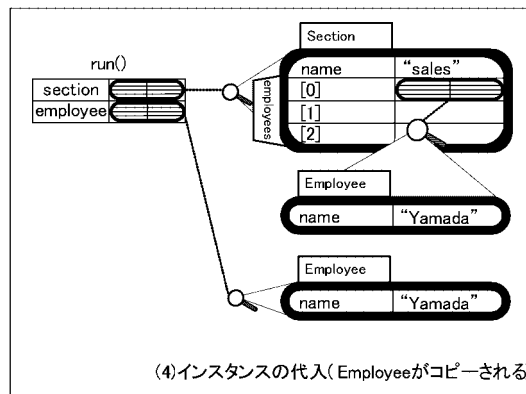 Section
run()
name "sales"
section
employee
employees
[0]
[1]
[2]
Employee
name "Yamada"
Employee
name "Yamada"
(4)インスタンスの代入(Employeeがコピーされる